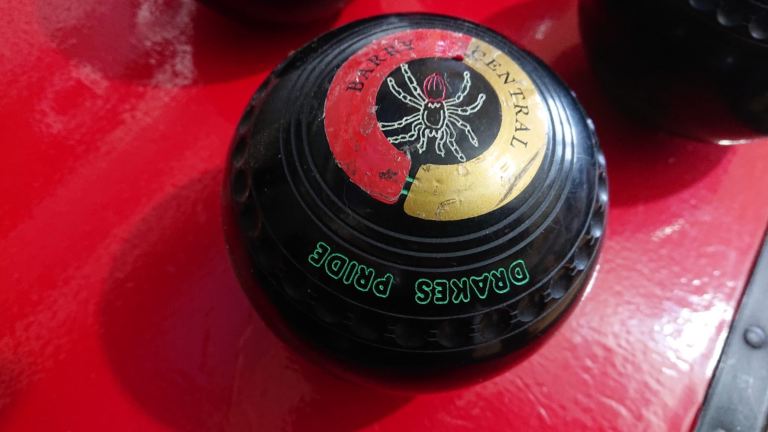 BARRY CENTRAL
DRAKES PRIDE